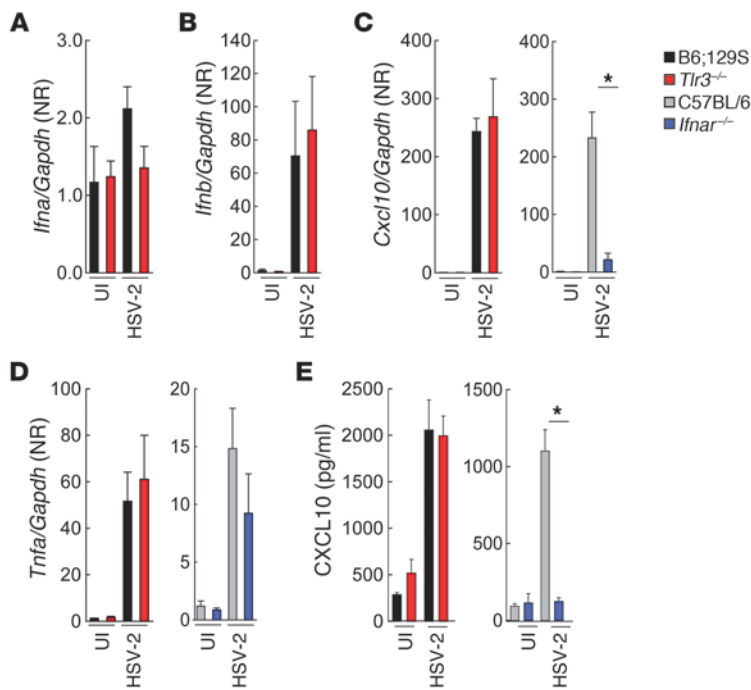 A
Ifna/Gapdh (NR)
3.0
2.0
1.0
0.0
UI
HSV-2
B
Ifnb/Gapdh (NR)
140
120
100
80
60
40
20
0
UI
HSV-2
C
Cxcl10/Gapdh (NR)
400
300
200
100
0
UI
HSV-2
400
300
200
100
0
*
UI
HSV-2
B6;129S
Tlr3–/–
C57BL/6
Ifnar–/–
D
Tnfa/Gapdh (NR)
100
80
60
40
20
0
UI
HSV-2
20
15
10
5
0
UI
HSV-2
E
CXCL10 (pg/ml)
2500
2000
1500
1000
500
0
UI
HSV-2
1500
1000
500
0
*
UI
HSV-2